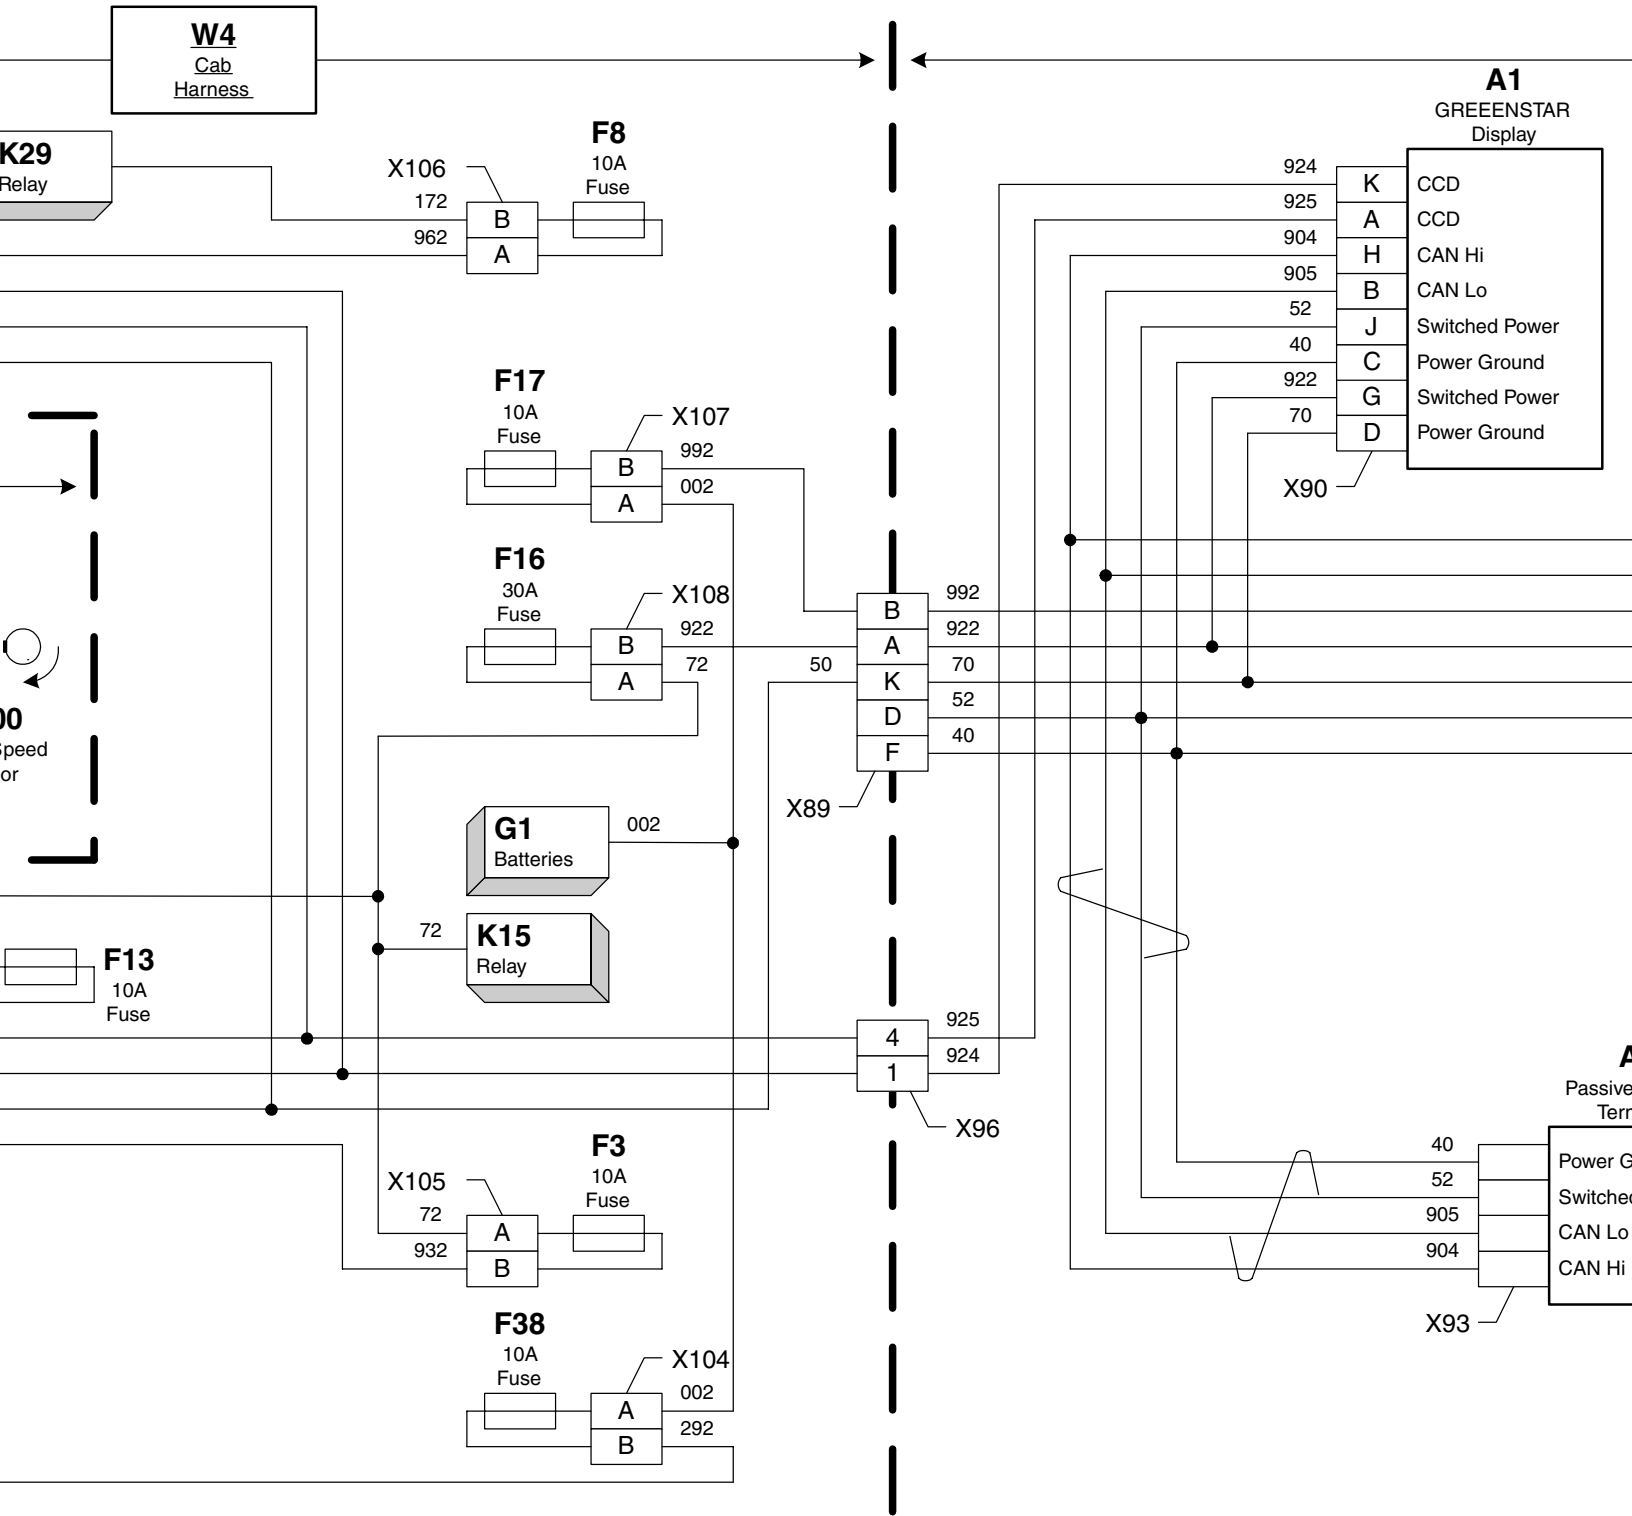 W4
Cab
Harness
K29
Relay
X106
172
962
B
A
F8
10A
Fuse
A1
GREEENSTAR
Display
924
K
CCD
925
A
CCD
904
H
CAN Hi
905
B
CAN Lo
52
J
Switched Power
40
C
Power Ground
922
G
Switched Power
70
D
Power Ground
X90
F17
10A
Fuse
X107
B
992
A
002
F16
30A
Fuse
X108
B
922
A
72
50
B
992
A
922
K
70
D
52
F
40
X89
00
Speed
or
G1
Batteries
002
72
K15
Relay
F13
10A
Fuse
4
925
1
924
X96
X105
72
932
A
B
F3
10A
Fuse
F38
10A
Fuse
X104
A
002
B
292
A
Passive
Term
40
Power G
52
Switched
905
CAN Lo
904
CAN Hi
X93